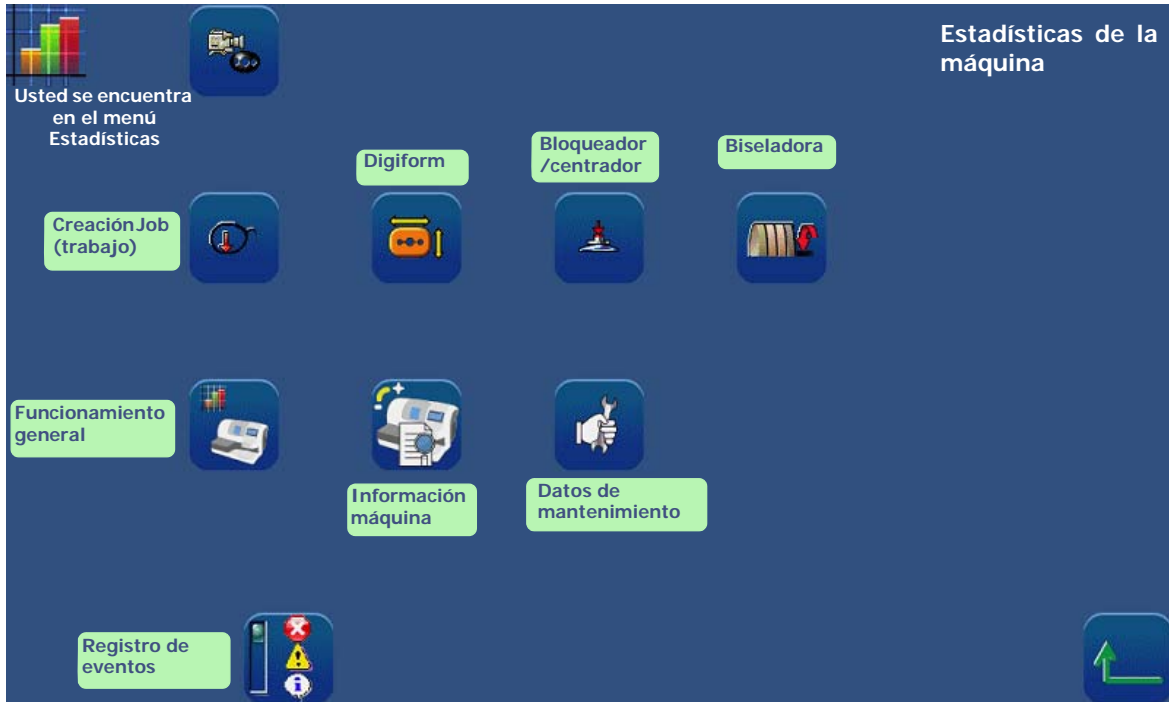 Estadísticas de la
máquina
Usted se encuentra
en el menú
Estadísticas
Digiform
Bloqueador
/centrador
Biseladora
Creación Job
(trabajo)
Funcionamiento
general
Información
máquina
Datos de
mantenimiento
Registro de
eventos